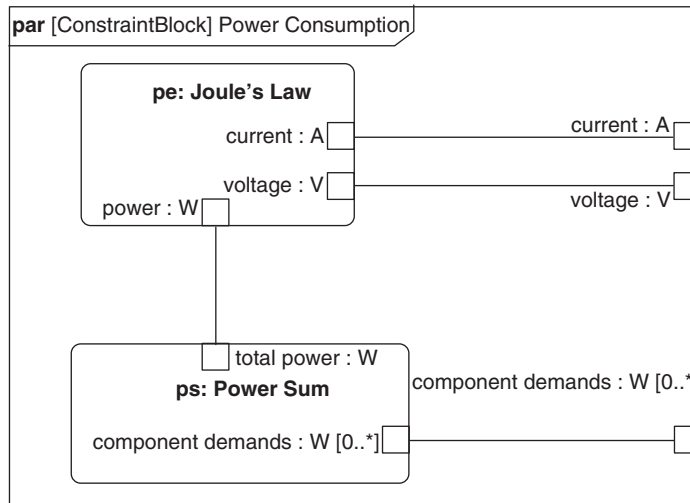 par [ConstraintBlock] Power Consumption
pe: Joule's Law
current : A
current : A
voltage : V
voltage : V
power : W
total power : W
ps: Power Sum
component demands : W [0..*
component demands : W [0..*]